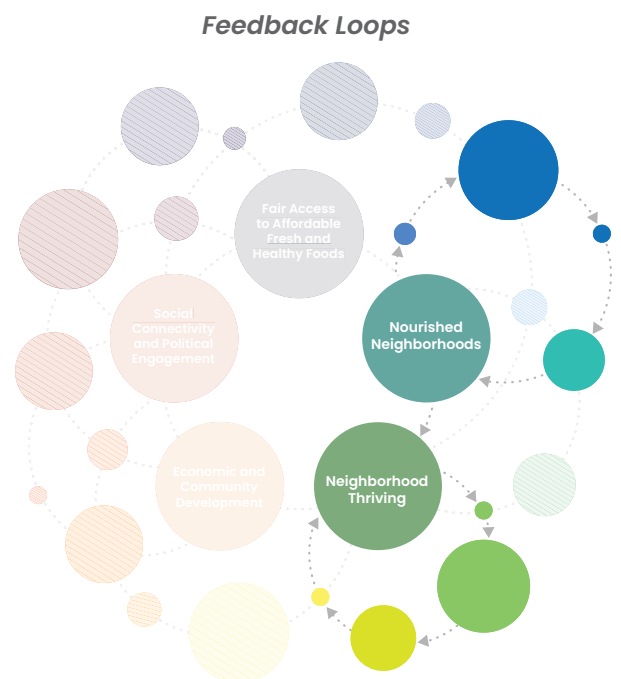 Feedback Loops
Fair Access
to Affordable
Fresh and
Healthy Foods
Social
Connectivity
and Political
Engagement
Nourished
Neighborhoods
Economic and
Community
Development
Neighborhood
Thriving